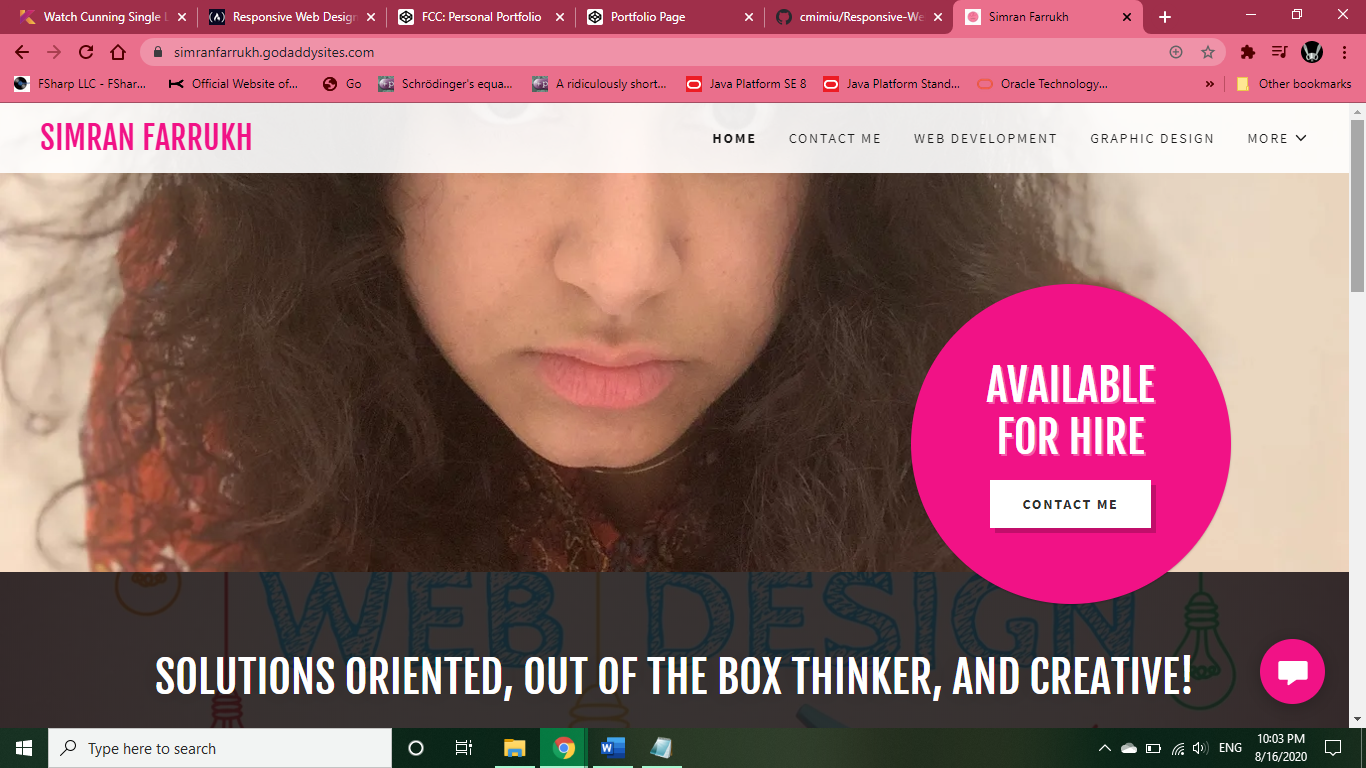 Watch Cunning Single L
Responsive Web Design
FCC: Personal Portfolio
Portfolio Page
cmimiu/Responsive-We
Simran Farrukh
simranfarrukh.godaddysites.com
FSharp LLC - FShar...
Official Website of...
Go
Schrödinger's equa...
A ridiculously short...
Java Platform SE 8
Java Platform Stand...
Oracle Technology...
»
Other bookmarks
SIMRAN FARRUKH
HOME
CONTACT ME
WEB DEVELOPMENT
GRAPHIC DESIGN
MORE
AVAILABLE
FOR HIRE
CONTACT ME
WEB DESIGN
SOLUTIONS ORIENTED, OUT OF THE BOX THINKER, AND CREATIVE!
Type here to search
ENG
10:03 PM
8/16/2020